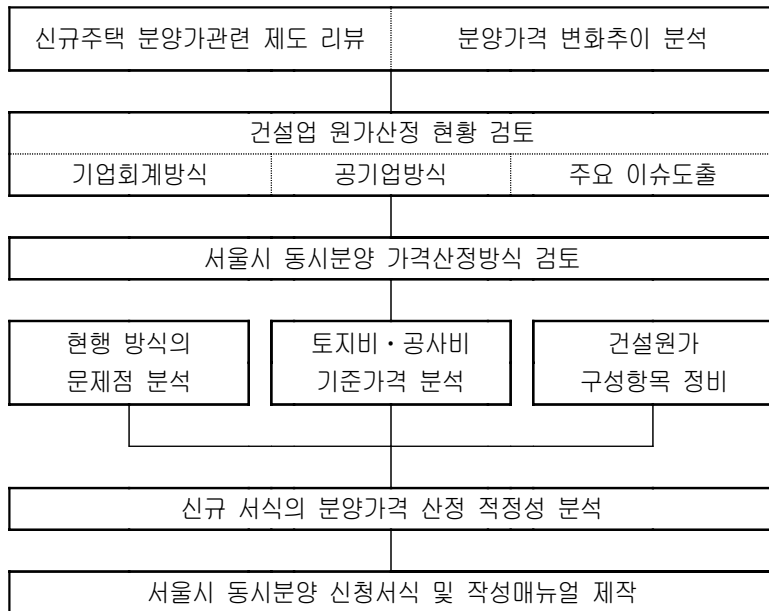 신규주택 분양가관련 제도 리뷰 분양가격 변화추이 분석
건설업 원가산정 현황 검토
기업회계방식 공기업방식 주요 이슈도출
서울시 동시분양 가격산정방식 검토
현행 방식의
문제점 분석
토지비·공사비
기준가격 분석
건설원가
구성항목 정비
신규 서식의 분양가격 산정 적정성 분석
서울시 동시분양 신청서식 및 작성매뉴얼 제작